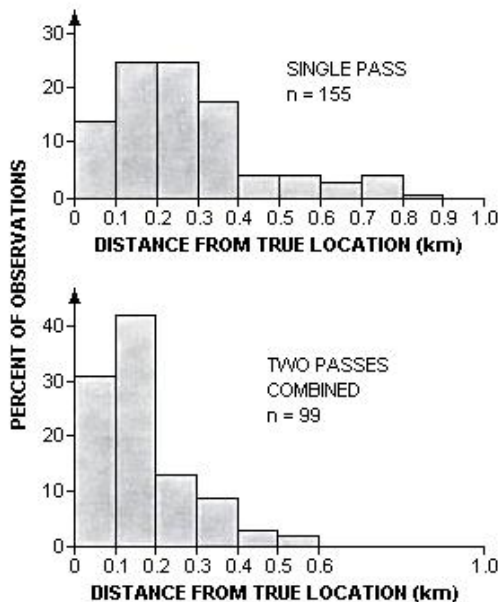 PERCENT OF OBSERVATIONS
30
20
10
0
SINGLE PASS
n = 155
0 0.1 0.2 0.3 0.4 0.5 0.6 0.7 0.8 0.9 1.0
DISTANCE FROM TRUE LOCATION (km)
40
30
20
10
0
TWO PASSES
COMBINED
n = 99
0 0.1 0.2 0.3 0.4 0.5 0.6 1.0
DISTANCE FROM TRUE LOCATION (km)